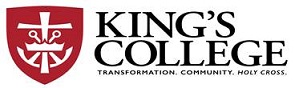 KING'S
COLLEGE
TRANSFORMATION. COMMUNITY. HOLY CROSS.